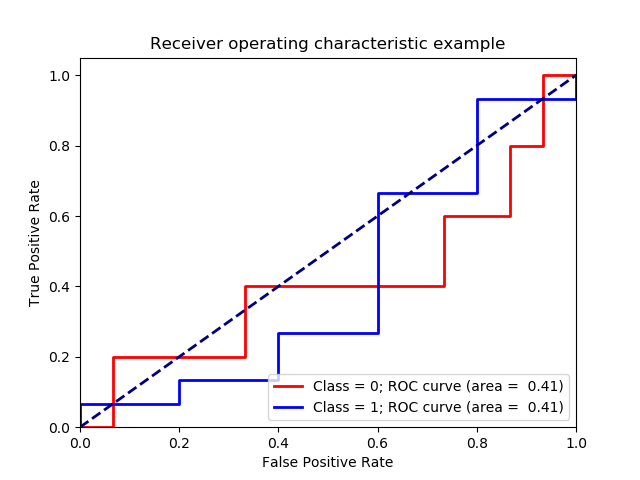 Receiver operating characteristic example
1.0
0.8
0.6
0.4
0.2
0.0
True Positive Rate
Class = 0; ROC curve (area =  0.41)
Class = 1; ROC curve (area =  0.41)
0.0 0.2 0.4 0.6 0.8 1.0
False Positive Rate